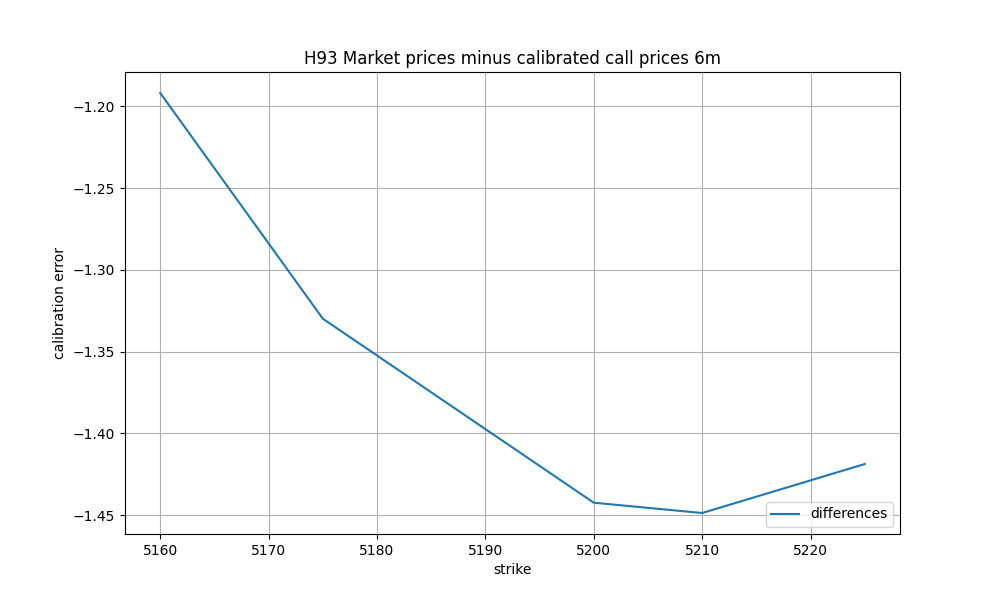 H93 Market prices minus calibrated call prices 6m
−1.20
−1.25
−1.30
−1.35
−1.40
−1.45
calibration error
differences
5160 5170 5180 5190 5200 5210 5220
strike